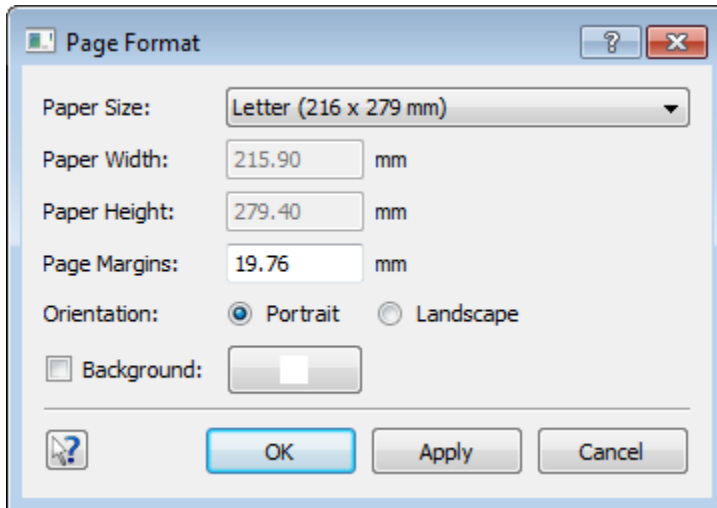 Page Format
Paper Size: Letter (216 x 279 mm)
Paper Width: 215.90 mm
Paper Height: 279.40 mm
Page Margins: 19.76 mm
Orientation: Portrait Landscape
Background:
OK Apply Cancel